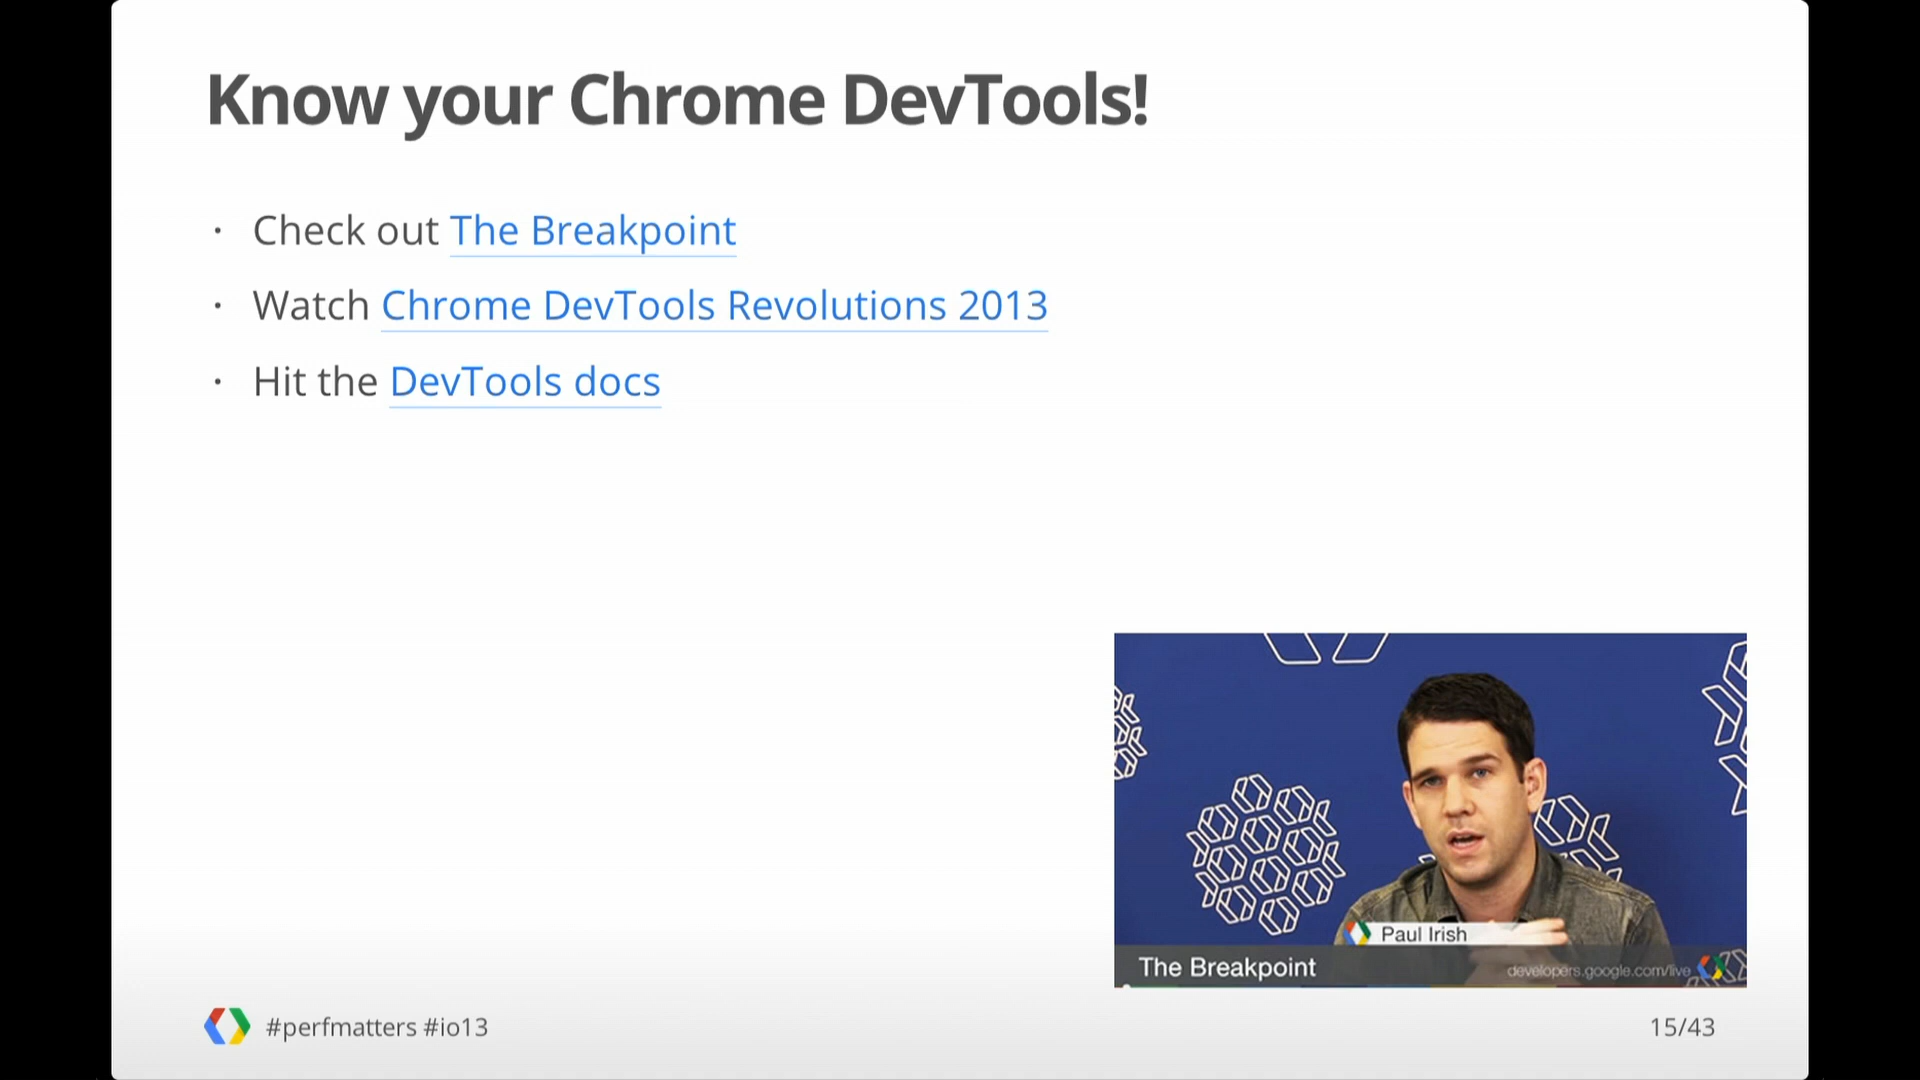 Know your Chrome DevTools!
· Check out The Breakpoint
· Watch Chrome DevTools Revolutions 2013
· Hit the DevTools docs
Paul Irish
The Breakpoint
developers.google.com/live
#perfmatters #io13
15/43